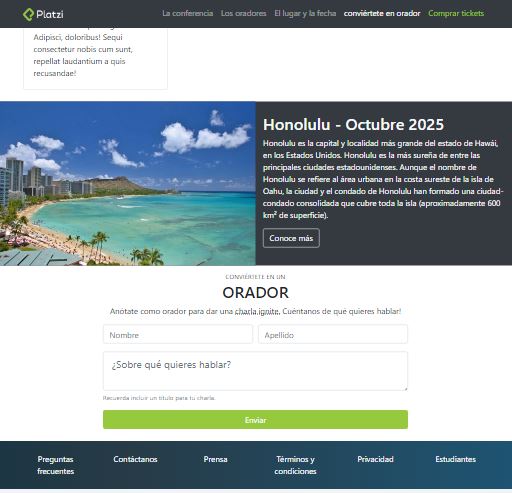 Platzi
La conferencia Los oradores El lugar y la fecha conviértete en orador Comprar tickets
Adipisci, doloribus! Sequi
consectetur nobis cum sunt,
repellat laudantium a quis
recusandae!
Honolulu - Octubre 2025
Honolulu es la capital y localidad más grande del estado de Hawái,
en los Estados Unidos. Honolulu es la más sureña de entre las
principales ciudades estadounidenses. Aunque el nombre de
Honolulu se refiere al área urbana en la costa sureste de la isla de
Oahu, la ciudad y el condado de Honolulu han formado una ciudad-
condado consolidada que cubre toda la isla (aproximadamente 600
km² de superficie).
Conoce más
CONVIÉRTETE EN UN
ORADOR
Anótate como orador para dar una charla ignite. Cuéntanos de qué quieres hablar!
Nombre Apellido
¿Sobre qué quieres hablar?
Recuerda incluir un título para tu charla.
Enviar
Preguntas
frecuentes
Contáctanos
Prensa
Términos y
condiciones
Privacidad
Estudiantes